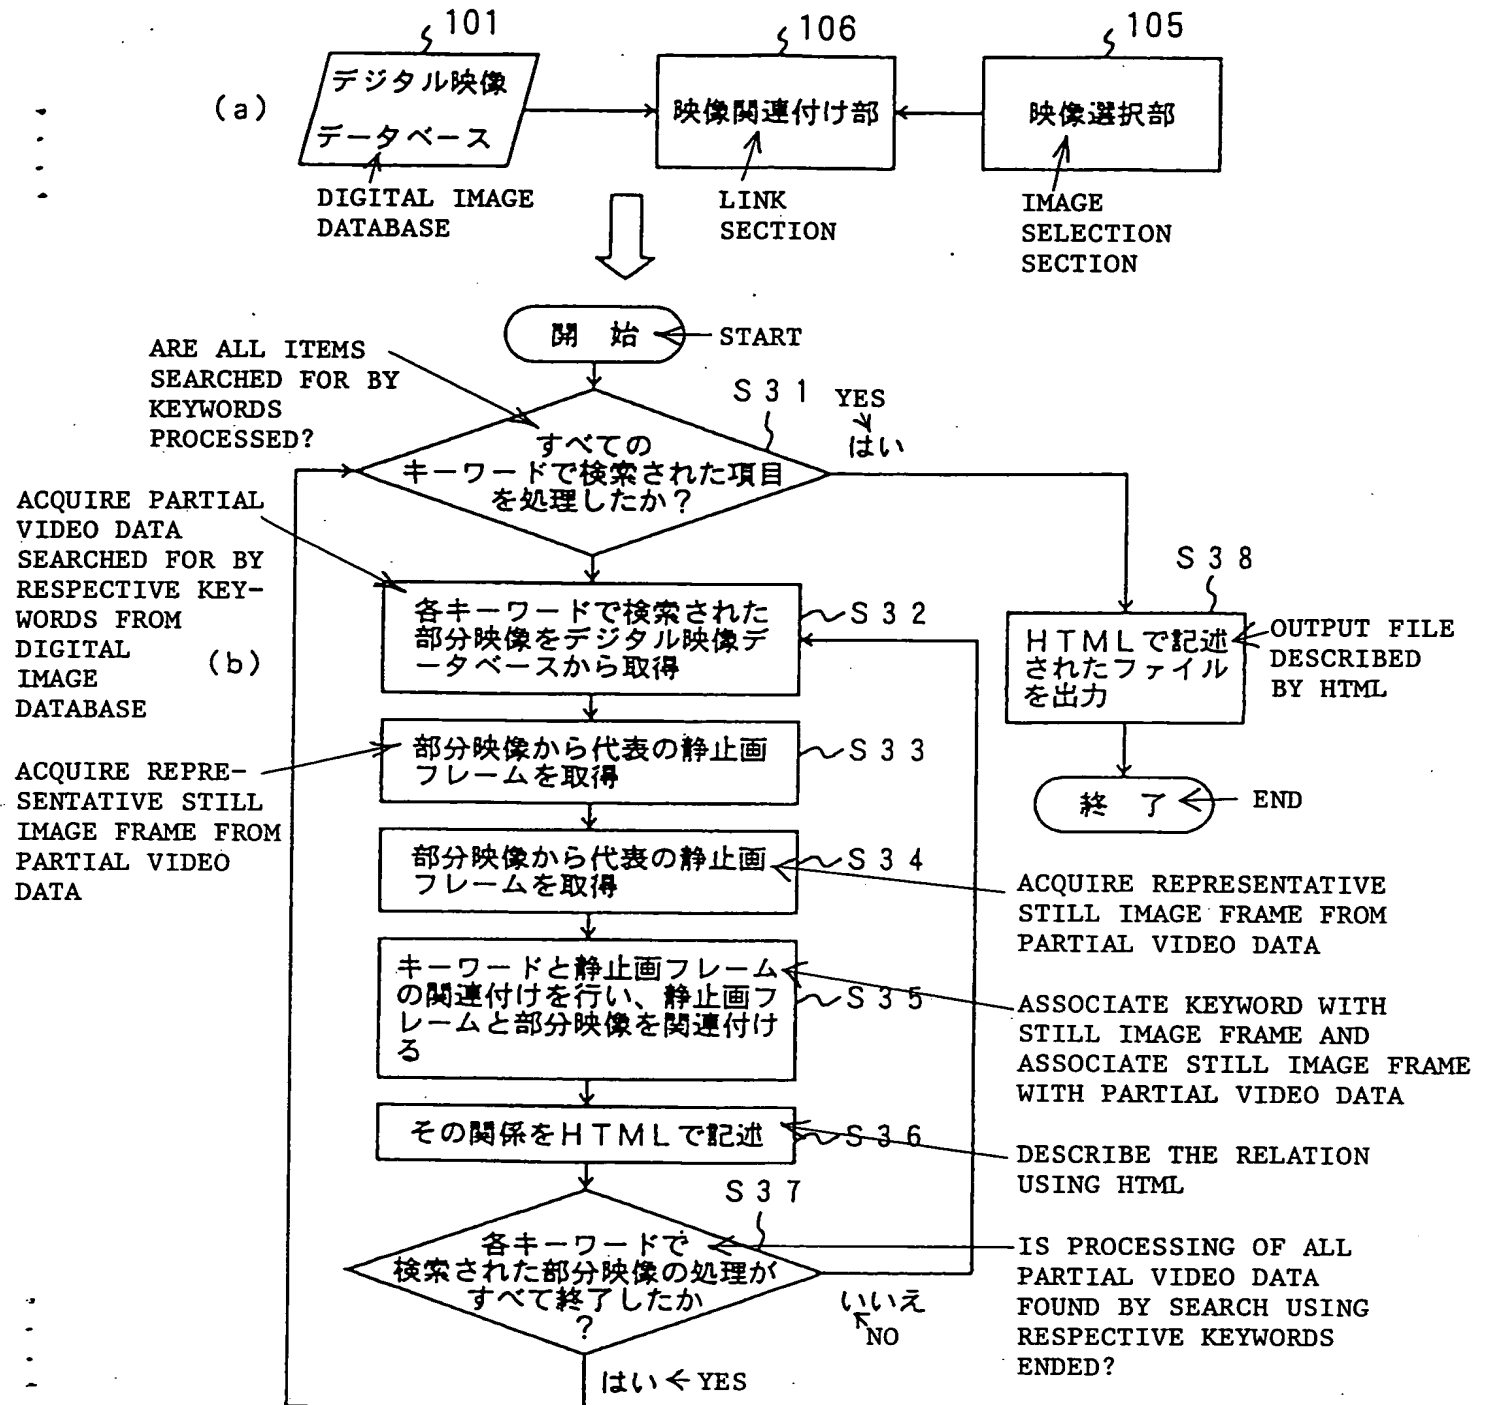 101
106
105
(a)
デジタル映像
データベース
映像関連付け部
映像選択部
DIGITAL IMAGE
DATABASE
LINK
SECTION
IMAGE
SELECTION
SECTION
開 始
START
ARE ALL ITEMS
SEARCHED FOR BY
KEYWORDS
PROCESSED?
S31
YES
はい
すべての
キーワードで検索された項目
を処理したか?
ACQUIRE PARTIAL
VIDEO DATA
SEARCHED FOR BY
RESPECTIVE KEY-
WORDS FROM
DIGITAL
IMAGE
DATABASE
(b)
各キーワードで検索された
部分映像をデジタル映像デ
ータベースから取得
S32
S38
HTMLで記述
されたファイル
を出力
OUTPUT FILE
DESCRIBED
BY HTML
部分映像から代表の静止画
フレームを取得
S33
ACQUIRE REPRE-
SENTATIVE STILL
IMAGE FRAME FROM
PARTIAL VIDEO
DATA
終 了
END
部分映像から代表の静止画
フレームを取得
S34
ACQUIRE REPRESENTATIVE
STILL IMAGE FRAME FROM
PARTIAL VIDEO DATA
キーワードと静止画フレーム
の関連付けを行い、静止画フ
レームと部分映像を関連付け
る
S35
ASSOCIATE KEYWORD WITH
STILL IMAGE FRAME AND
ASSOCIATE STILL IMAGE FRAME
WITH PARTIAL VIDEO DATA
その関係をHTMLで記述
S36
DESCRIBE THE RELATION
USING HTML
S37
各キーワードで
検索された部分映像の処理が
すべて終了したか
?
いいえ
NO
IS PROCESSING OF ALL
PARTIAL VIDEO DATA
FOUND BY SEARCH USING
RESPECTIVE KEYWORDS
ENDED?
はい
YES